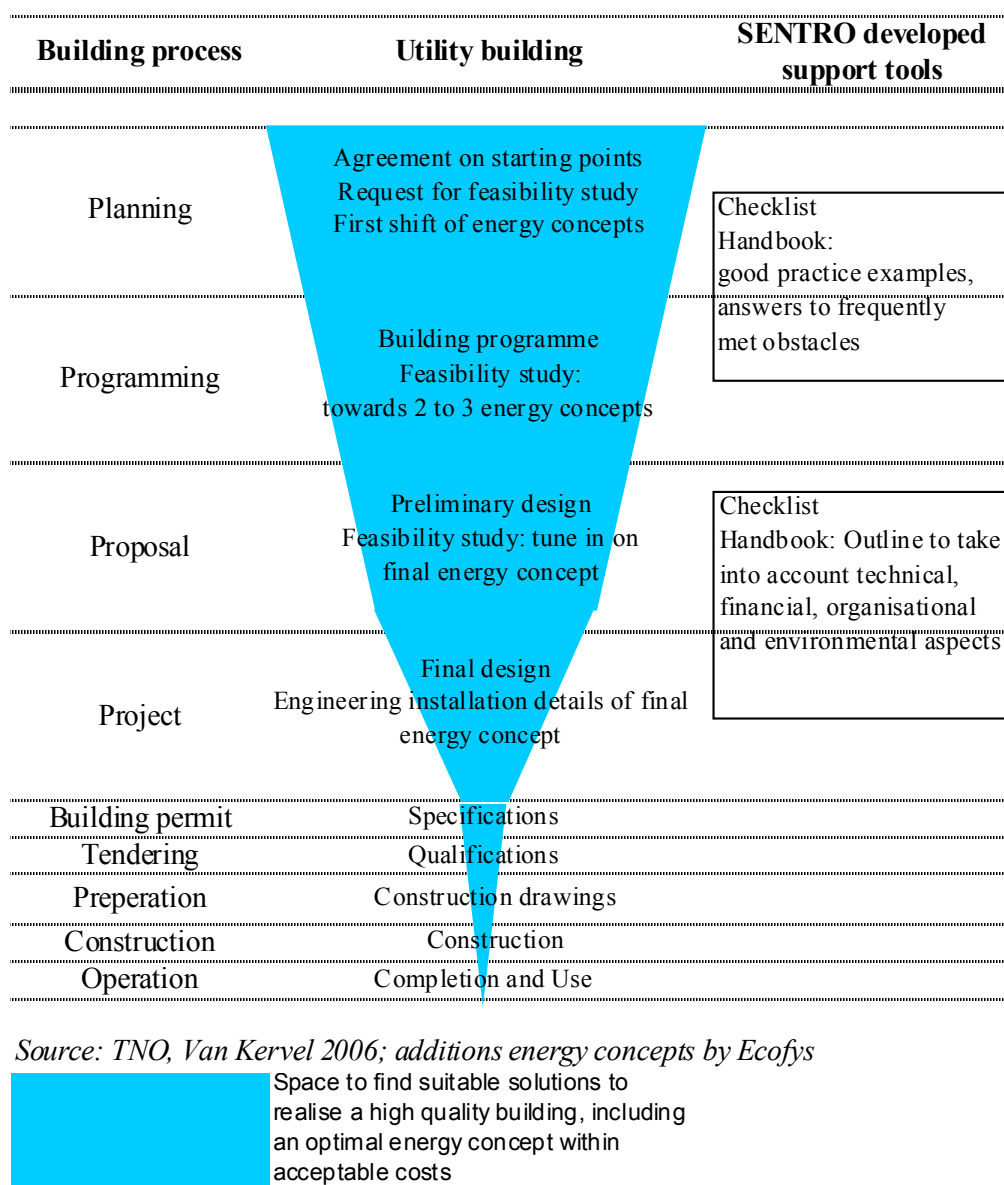 Building process
Utility building
SENTRO developed
support tools
Planning
Agreement on starting points
Request for feasibility study
First shift of energy concepts
Checklist
Handbook:
good practice examples,
answers to frequently
met obstacles
Programming
Building programme
Feasibility study:
towards 2 to 3 energy concepts
Proposal
Preliminary design
Feasibility study: tune in on
final energy concept
Checklist
Handbook: Outline to take
into account technical,
financial, organisational
and environmental aspects
Project
Final design
Engineering installation details of final
energy concept
Building permit
Specifications
Tendering
Qualifications
Preperation
Construction drawings
Construction
Construction
Operation
Completion and Use
Source: TNO, Van Kervel 2006; additions energy concepts by Ecofys
Space to find suitable solutions to
realise a high quality building, including
an optimal energy concept within
acceptable costs